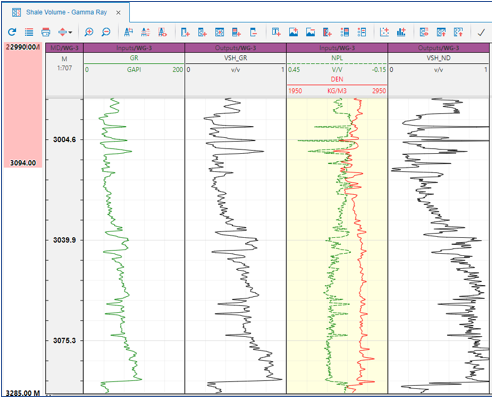 Shale Volume - Gamma Ray ×
22990.00 M
MD/WG-3 Inputs/WG-3 Outputs/WG-3 Inputs/WG-3 Outputs/WG-3
M GR VSH_GR NPL VSH_ND
1:707 0 GAPI 200 0 v/v 1 0.45 V/V -0.15 0 v/v 1
DEN
1950 KG/M3 2950
3004.6
3094.00
3039.9
3075.3
3285.00 M